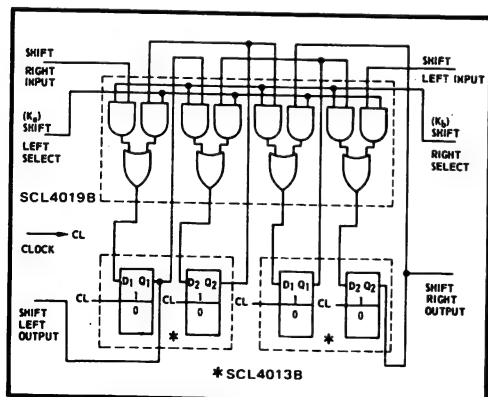 SHIFT
RIGHT
INPUT
SHIFT
LEFT INPUT
(Ka)
SHIFT
LEFT
SELECT
(Kb)
SHIFT
RIGHT
SELECT
SCL4019B
CL
CLOCK
D1 Q1
1
0
D2 Q2
1
0
D1 Q1
1
0
D2 Q2
1
0
CL
CL
CL
CL
SHIFT
LEFT
OUTPUT
SHIFT
RIGHT
OUTPUT
*
*
*SCL4013B